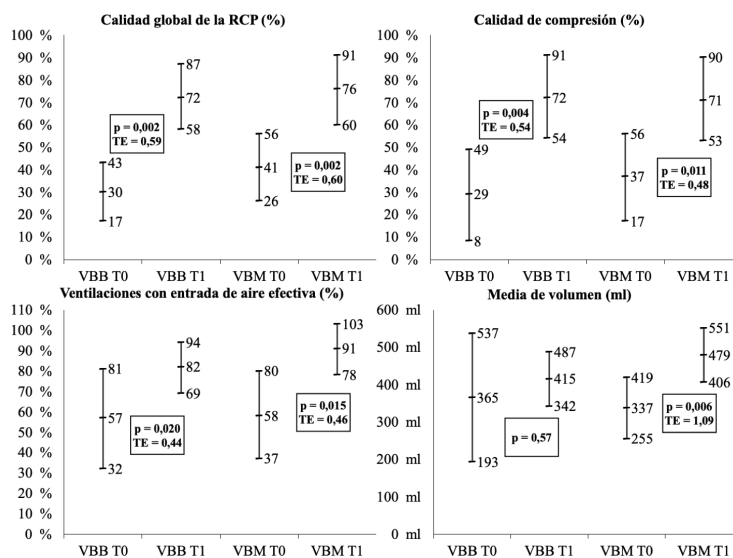 Calidad global de la RCP (%)
100 %
90 %
80 %
70 %
60 %
50 %
40 %
30 %
20 %
10 %
0 %
43
30
17
p = 0,002
TE = 0,59
87
72
58
56
41
26
p = 0,002
TE = 0,60
91
76
60
VBB T0 VBB T1 VBM T0 VBM T1
Calidad de compresión (%)
100 %
90 %
80 %
70 %
60 %
50 %
40 %
30 %
20 %
10 %
0 %
49
29
8
p = 0,004
TE = 0,54
91
72
54
56
37
17
p = 0,011
TE = 0,48
90
71
53
VBB T0 VBB T1 VBM T0 VBM T1
Ventilaciones con entrada de aire efectiva (%)
110 %
100 %
90 %
80 %
70 %
60 %
50 %
40 %
30 %
20 %
10 %
0 %
81
57
32
p = 0,020
TE = 0,44
94
82
69
80
58
37
p = 0,015
TE = 0,46
103
91
78
VBB T0 VBB T1 VBM T0 VBM T1
Media de volumen (ml)
600 ml
500 ml
400 ml
300 ml
200 ml
100 ml
0 ml
537
365
193
p = 0,57
487
415
342
419
337
255
p = 0,006
TE = 1,09
551
479
406
VBB T0 VBB T1 VBM T0 VBM T1